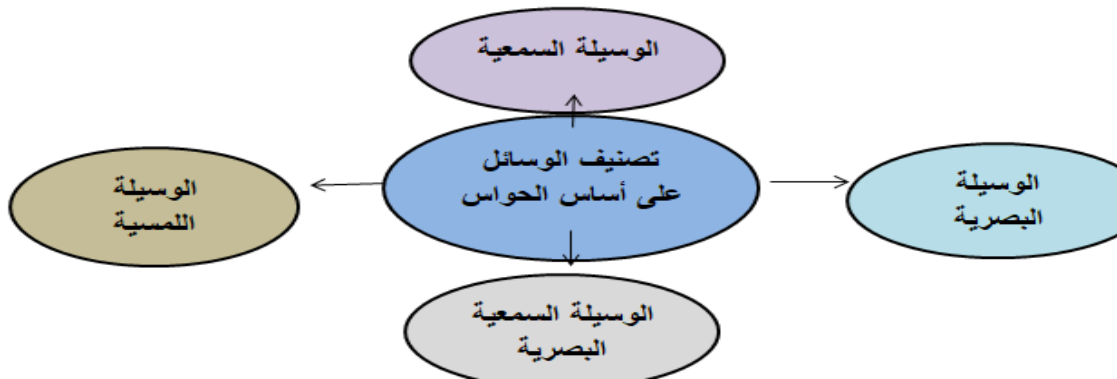 الوسيلة السمعية
تصنيف الوسائل
على أساس الحواس
الوسيلة
البصرية
الوسيلة
اللمسية
الوسيلة السمعية
البصرية